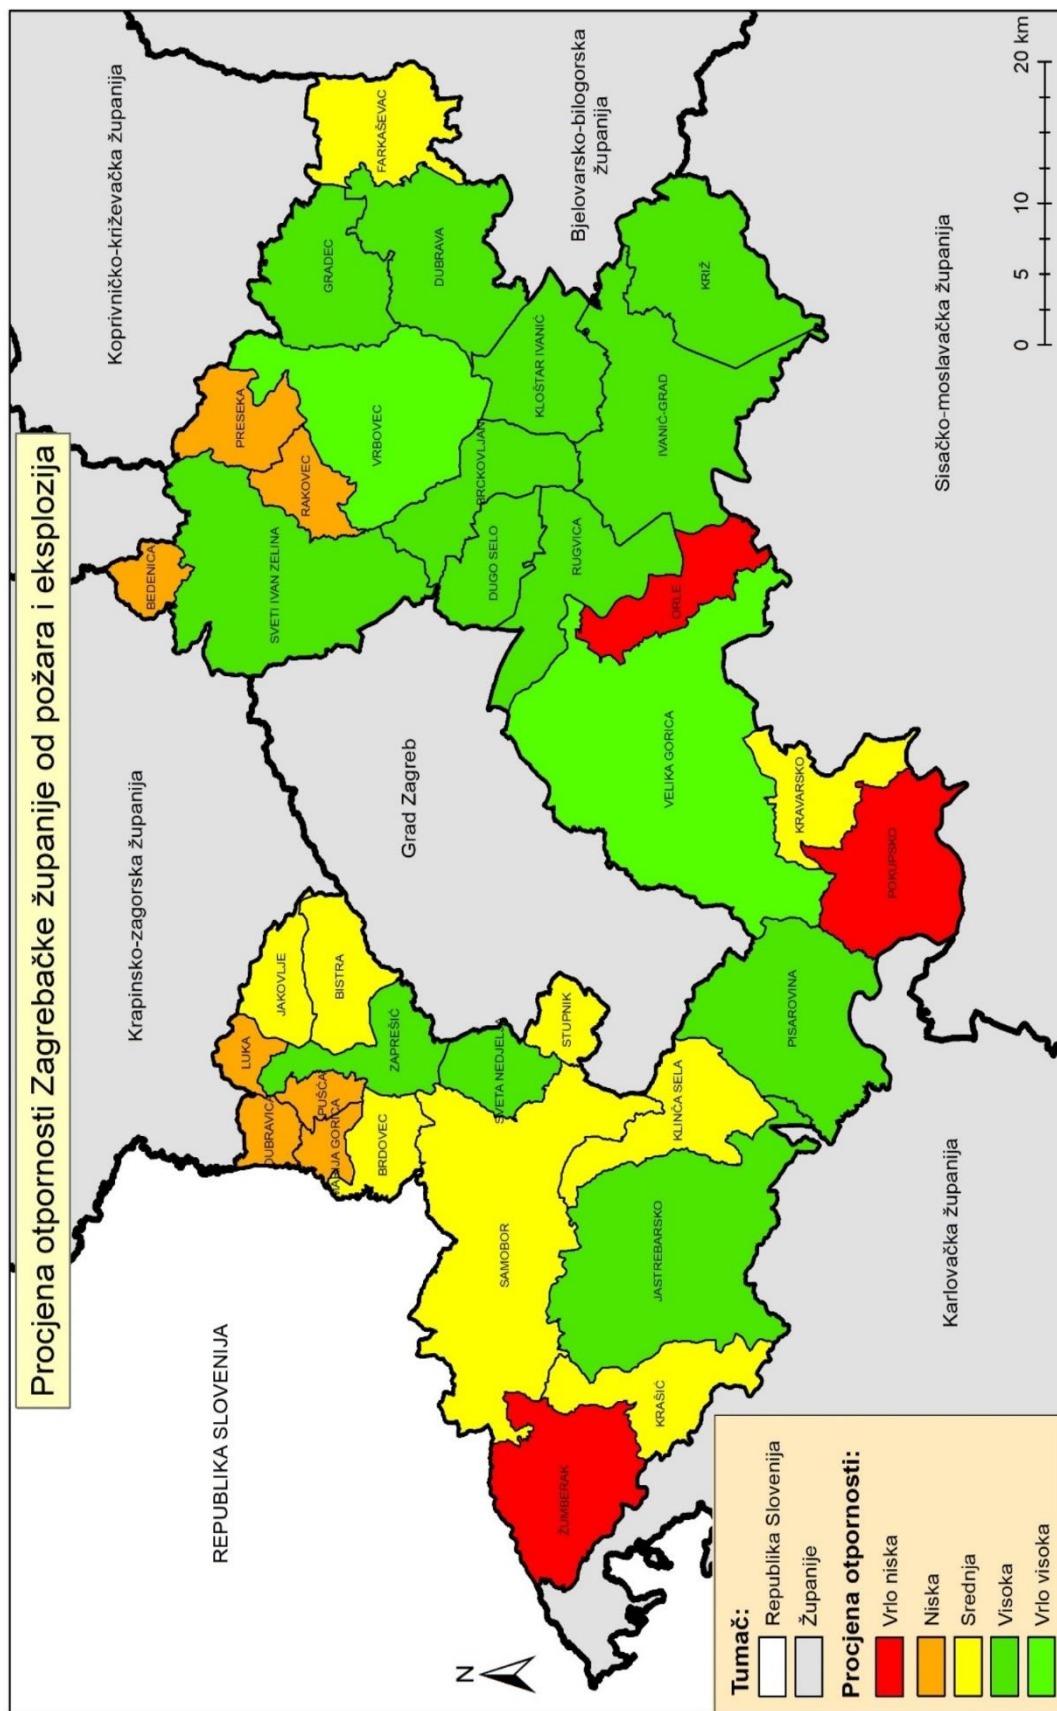 Procjena otpornosti Zagrebačke županije od požara i eksplozija
Koprivničko-križevačka županija
Krapinsko-zagorska županija
REPUBLIKA SLOVENIJA
Grad Zagreb
Bjelovarsko-bilogorska
županija
Sisačko-moslavačka županija
Karlovačka županija
BEDENICA
PRESEKA
RAKOVEC
SVETI IVAN ZELINA
VRBOVEC
GRADEC
FARKAŠEVAC
DUBRAVA
LUKA
JAKOVLJE
BISTRA
DUBRAVICA
PUŠĆA
MARIJA GORICA
BRDOVEC
ZAPREŠIĆ
SVETA NEDJELJA
STUPNIK
SAMOBOR
DUGO SELO
BRCKOVLJANI
KLOŠTAR IVANIĆ
RUGVICA
IVANIĆ-GRAD
KRIŽ
ORLE
VELIKA GORICA
KRAVARSKO
POKUPSKO
PISAROVINA
KLINČA SELA
JASTREBARSKO
KRAŠIĆ
ŽUMBERAK
N
0 5 10 20 km
Tumač:
Republika Slovenija
Županije
Procjena otpornosti:
Vrlo niska
Niska
Srednja
Visoka
Vrlo visoka